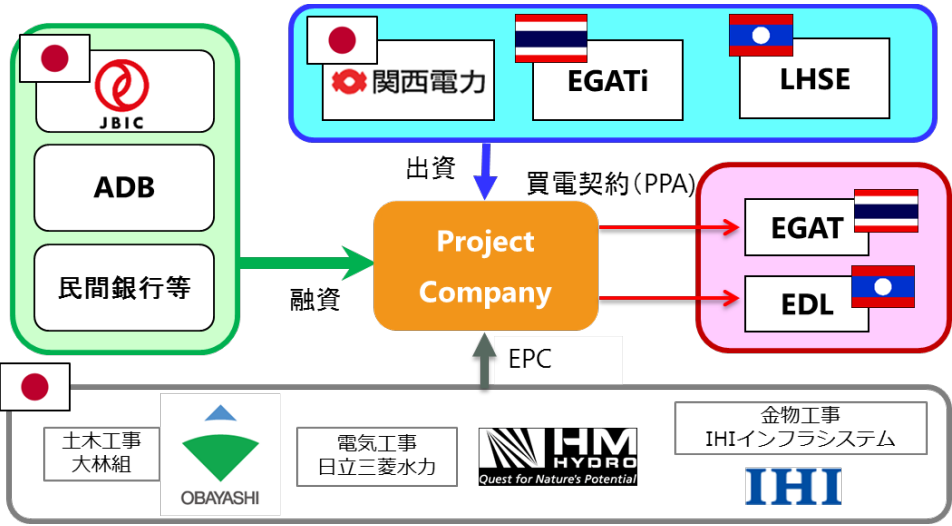 JBIC
ADB
民間銀行等
関西電力
EGATi
LHSE
出資
買電契約(PPA)
融資
Project
Company
EGAT
EDL
EPC
土木工事
大林組
OBAYASHI
電気工事
日立三菱水力
HM
HYDRO
Quest for Nature's Potential
金物工事
IHIインフラシステム
IHI